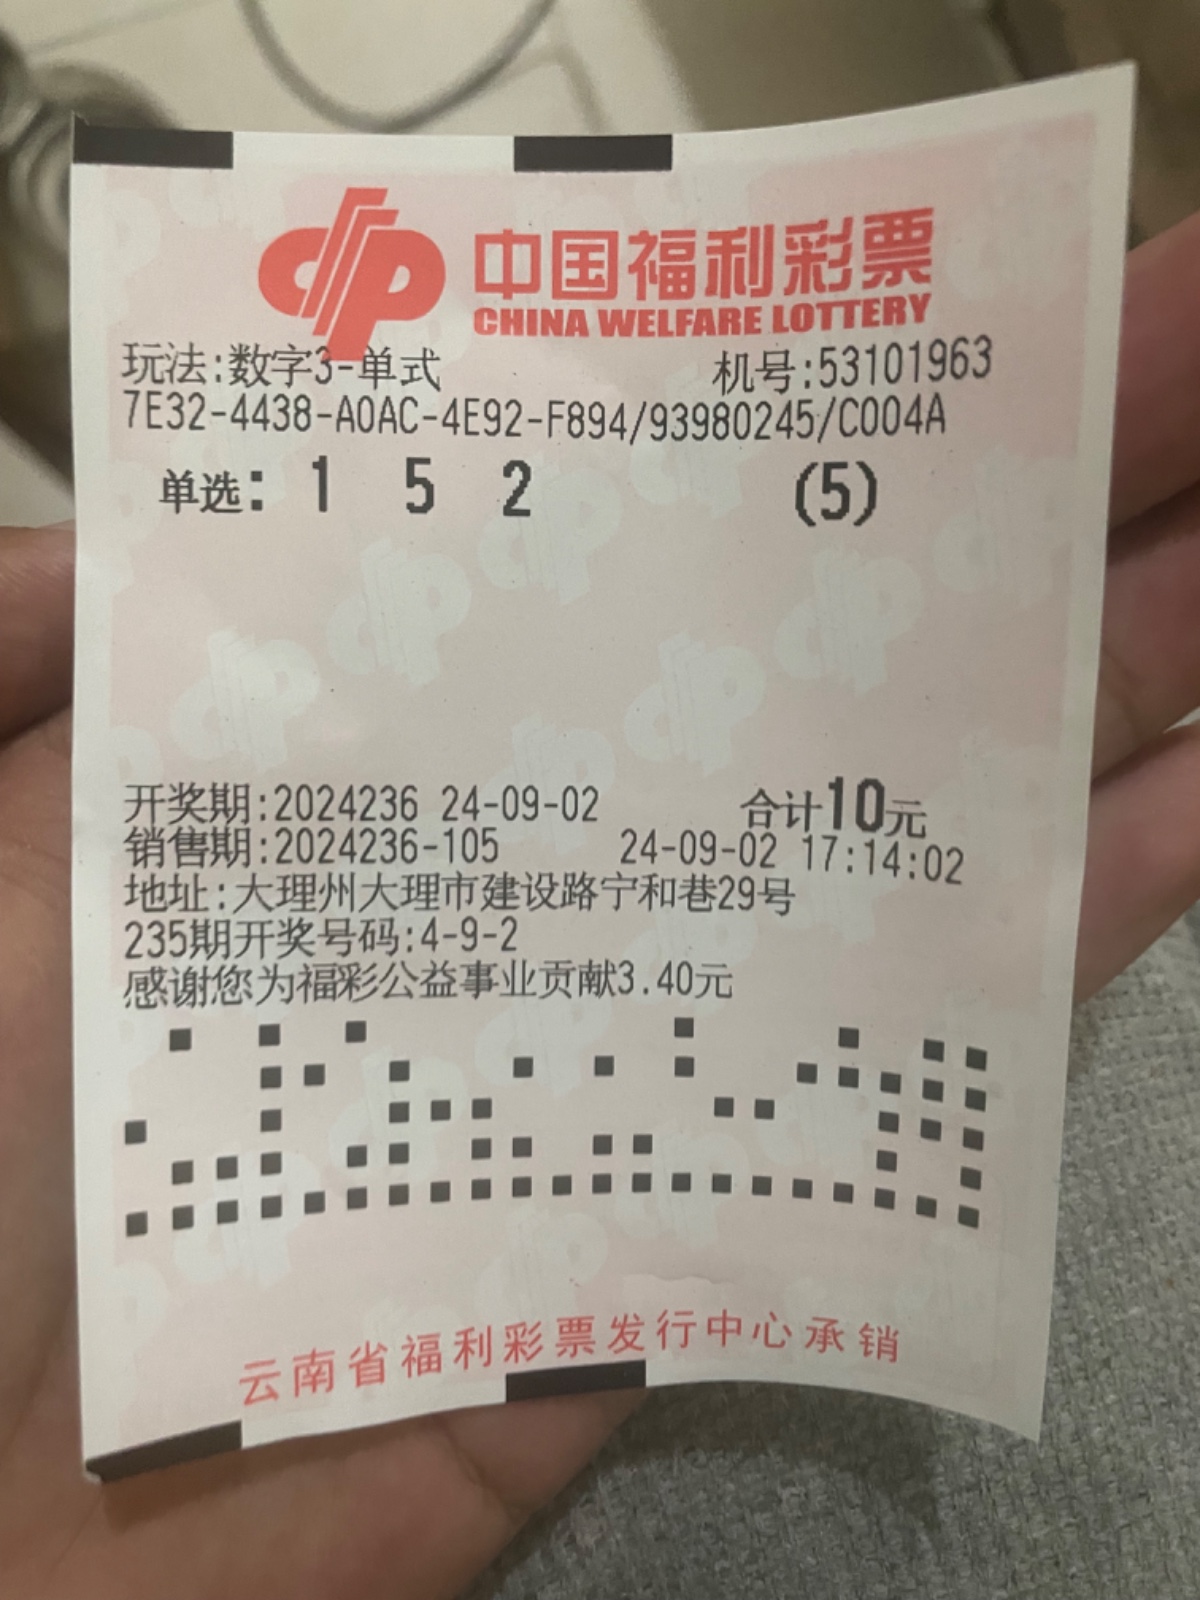 中国福利彩票
CHINA WELFARE LOTTERY
玩法:数字3-单式 机号:53101963
7E32-4438-A0AC-4E92-F894/93980245/C004A
单选: 1 5 2 (5)
开奖期:2024236 24-09-02 合计10元
销售期:2024236-105 24-09-02 17:14:02
地址:大理州大理市建设路宁和巷29号
235期开奖号码:4-9-2
感谢您为福彩公益事业贡献3.40元
云南省福利彩票发行中心承销